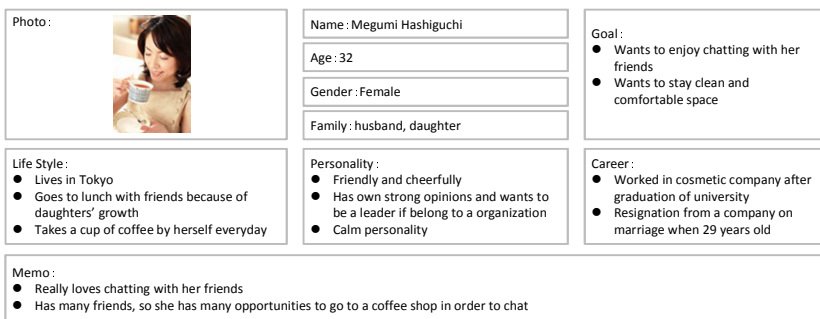 Photo:
Name: Megumi Hashiguchi
Age: 32
Gender: Female
Family: husband, daughter
Goal:
● Wants to enjoy chatting with her
friends
● Wants to stay clean and
comfortable space
Life Style:
● Lives in Tokyo
● Goes to lunch with friends because of
daughters’ growth
● Takes a cup of coffee by herself everyday
Personality:
● Friendly and cheerfully
● Has own strong opinions and wants to
be a leader if belong to a organization
● Calm personality
Career:
● Worked in cosmetic company after
graduation of university
● Resignation from a company on
marriage when 29 years old
Memo:
● Really loves chatting with her friends
● Has many friends, so she has many opportunities to go to a coffee shop in order to chat